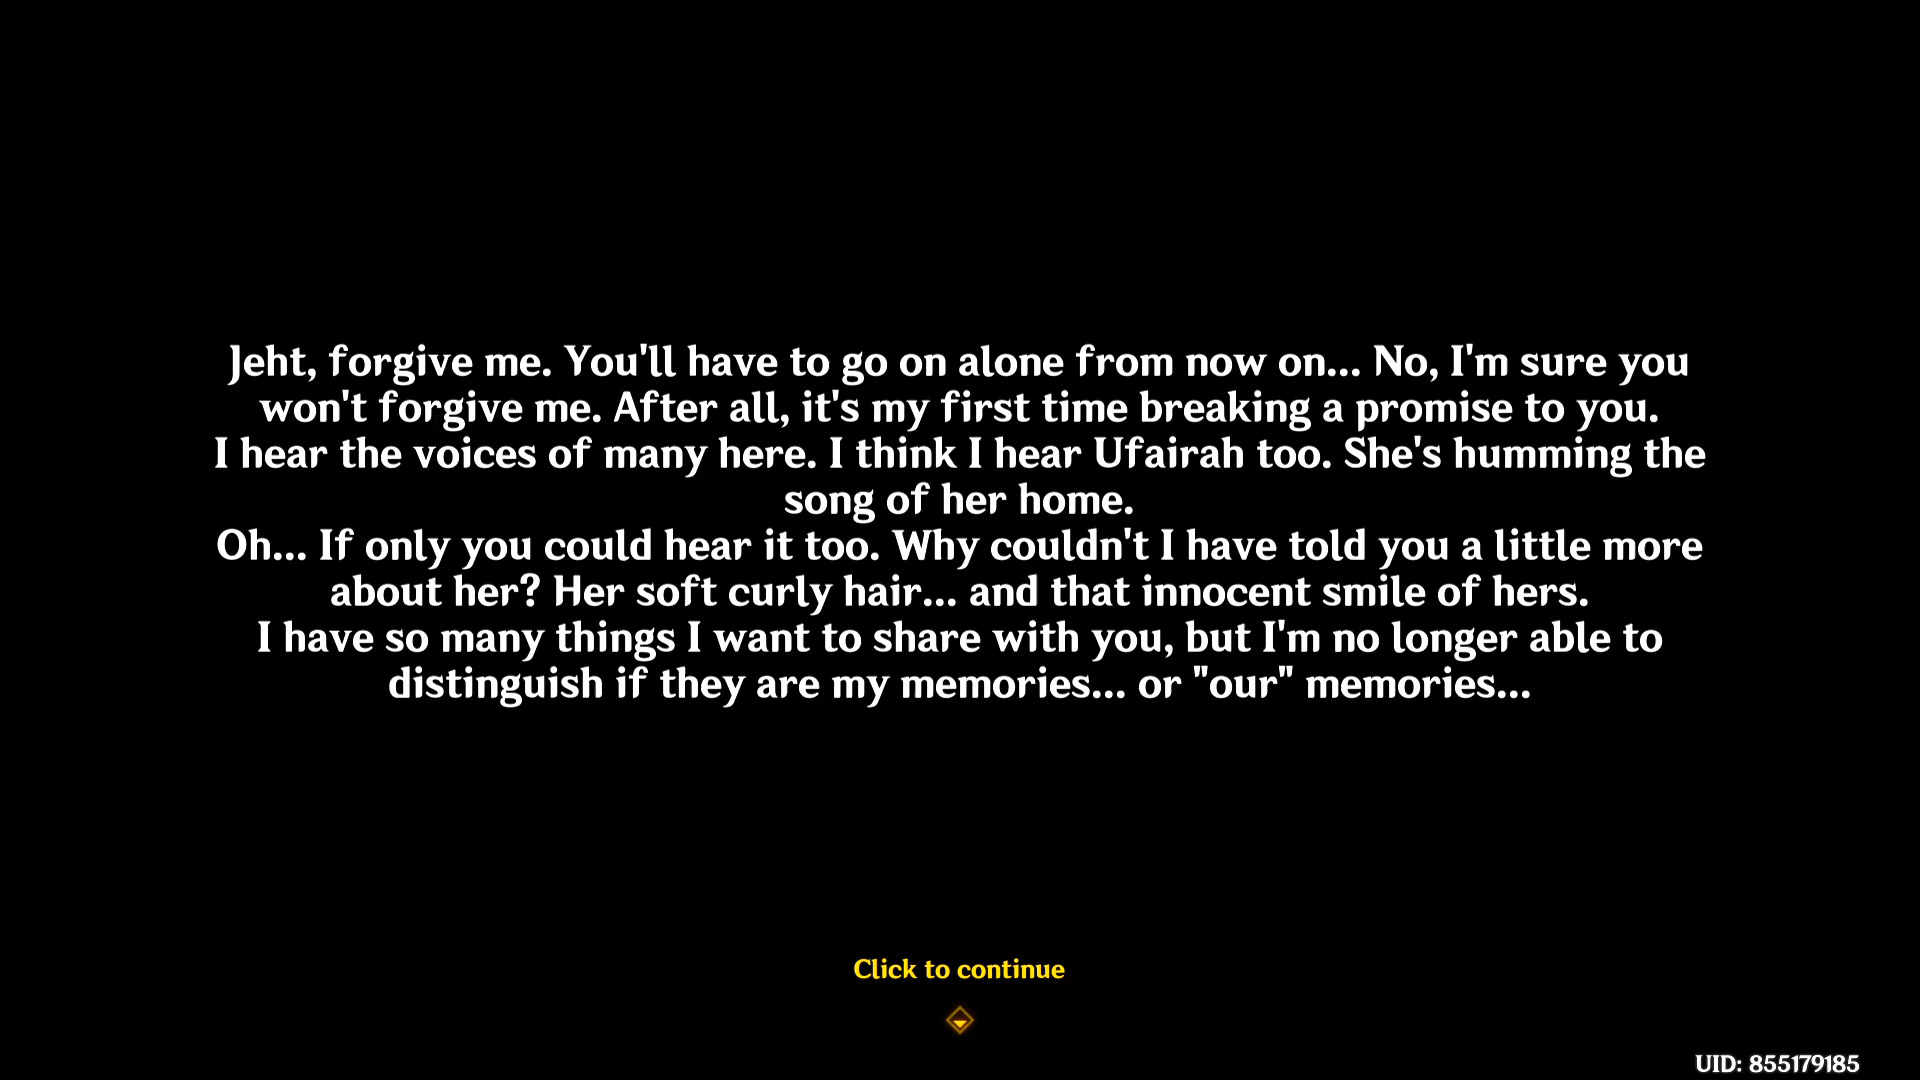 Jeht, forgive me. You'll have to go on alone from now on... No, I'm sure you
won't forgive me. After all, it's my first time breaking a promise to you.
I hear the voices of many here. I think I hear Ufairah too. She's humming the
song of her home.
Oh... If only you could hear it too. Why couldn't I have told you a little more
about her? Her soft curly hair... and that innocent smile of hers.
I have so many things I want to share with you, but I'm no longer able to
distinguish if they are my memories... or "our" memories...
Click to continue
UID: 855179185